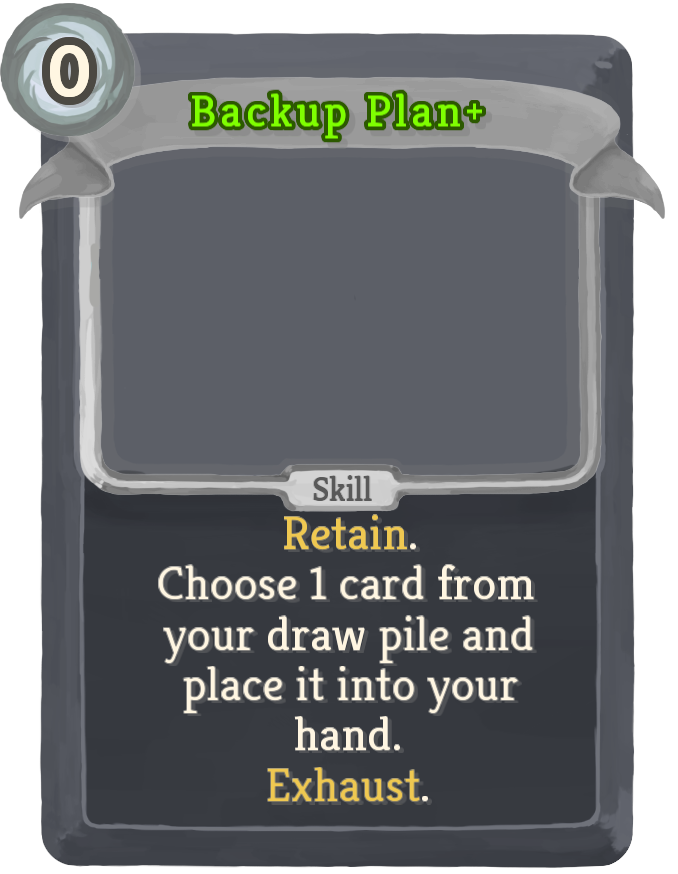 0
Backup Plan+
Skill
Retain.
Choose 1 card from
your draw pile and
place it into your
hand.
Exhaust.